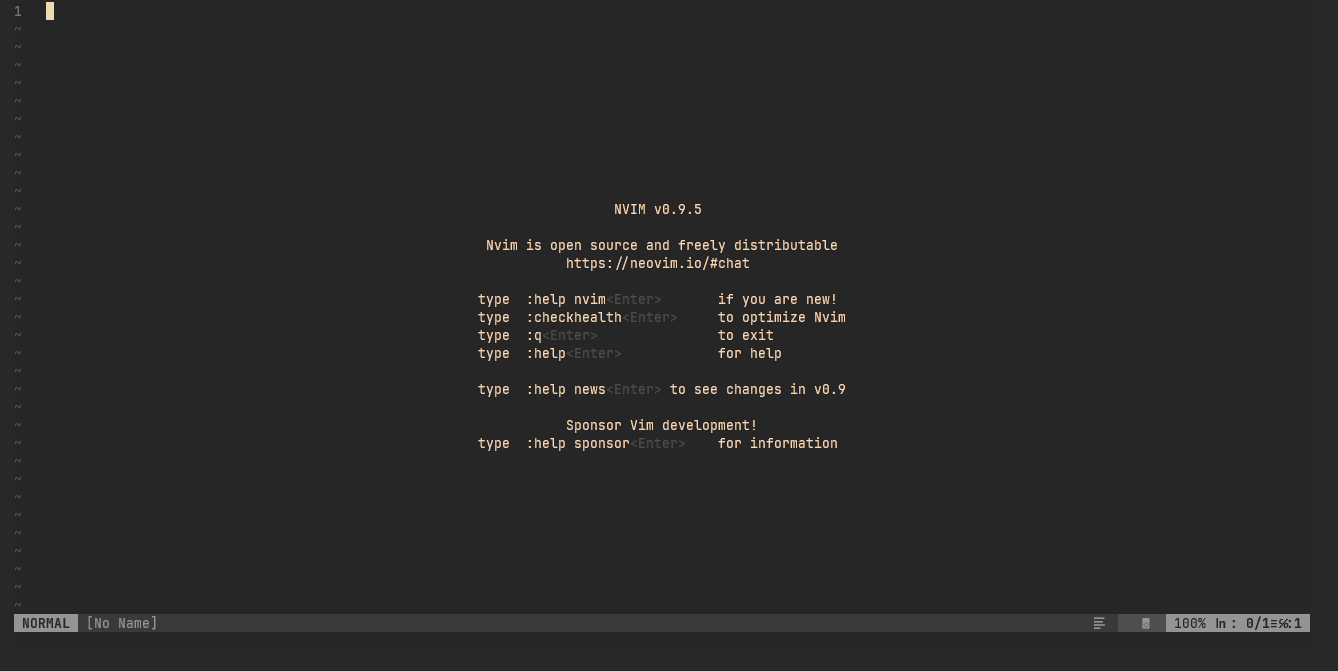 1
~
~
~
~
~
~
~
~
~
~
~ NVIM v0.9.5
~
~ Nvim is open source and freely distributable
~ https://neovim.io/#chat
~
~ type :help nvim<Enter> if you are new!
~ type :checkhealth<Enter> to optimize Nvim
~ type :q<Enter> to exit
~ type :help<Enter> for help
~
~ type :help news<Enter> to see changes in v0.9
~
~ Sponsor Vim development!
~ type :help sponsor<Enter> for information
~
~
~
~
~
~
~
~
~
NORMAL [No Name] 100% ln : 0/1≡%:1